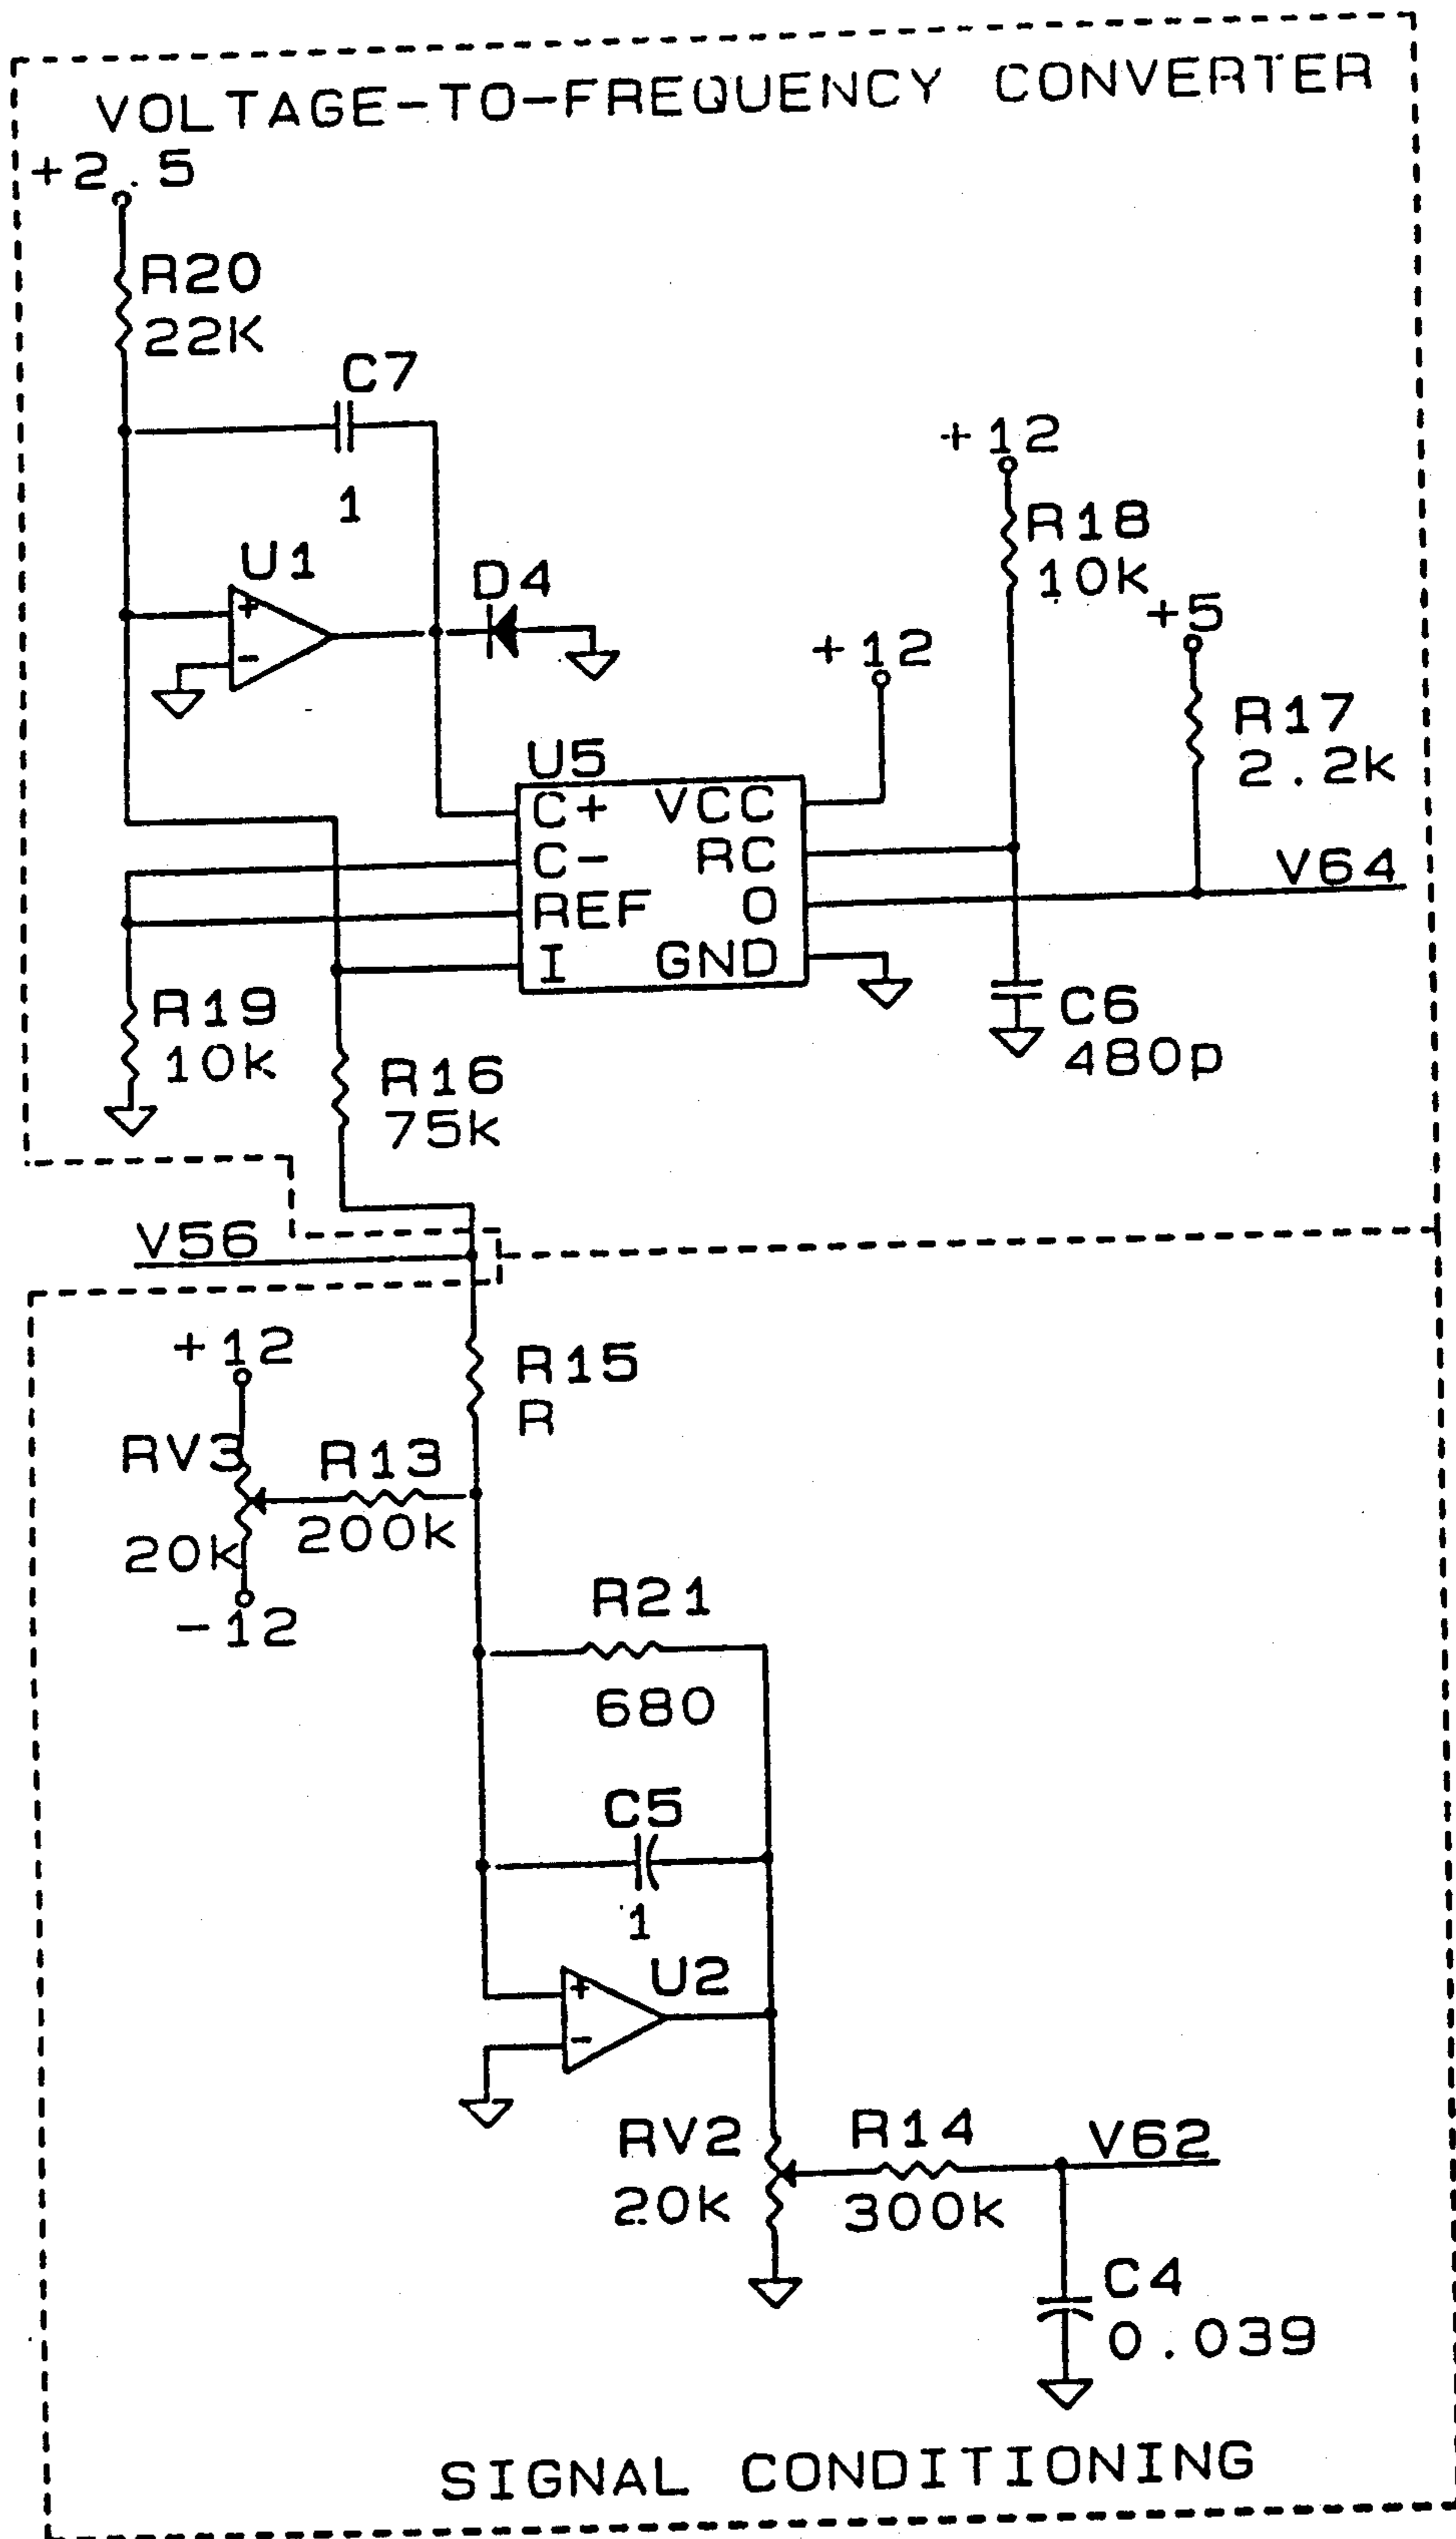 VOLTAGE-TO-FREQUENCY CONVERTER
+2.5
R20
22K
C7
1
+12
R18
10k
U1
+
-
D4
+5
+12
R17
2.2k
U5
C+ VCC
C- RC
REF O
I GND
V64
R19
10k
C6
480p
R16
75k
V56
+12
R15
R
RV3
20k
-12
R13
200k
R21
680
C5
1
U2
+
-
RV2
20k
R14
300k
V62
C4
0.039
SIGNAL CONDITIONING